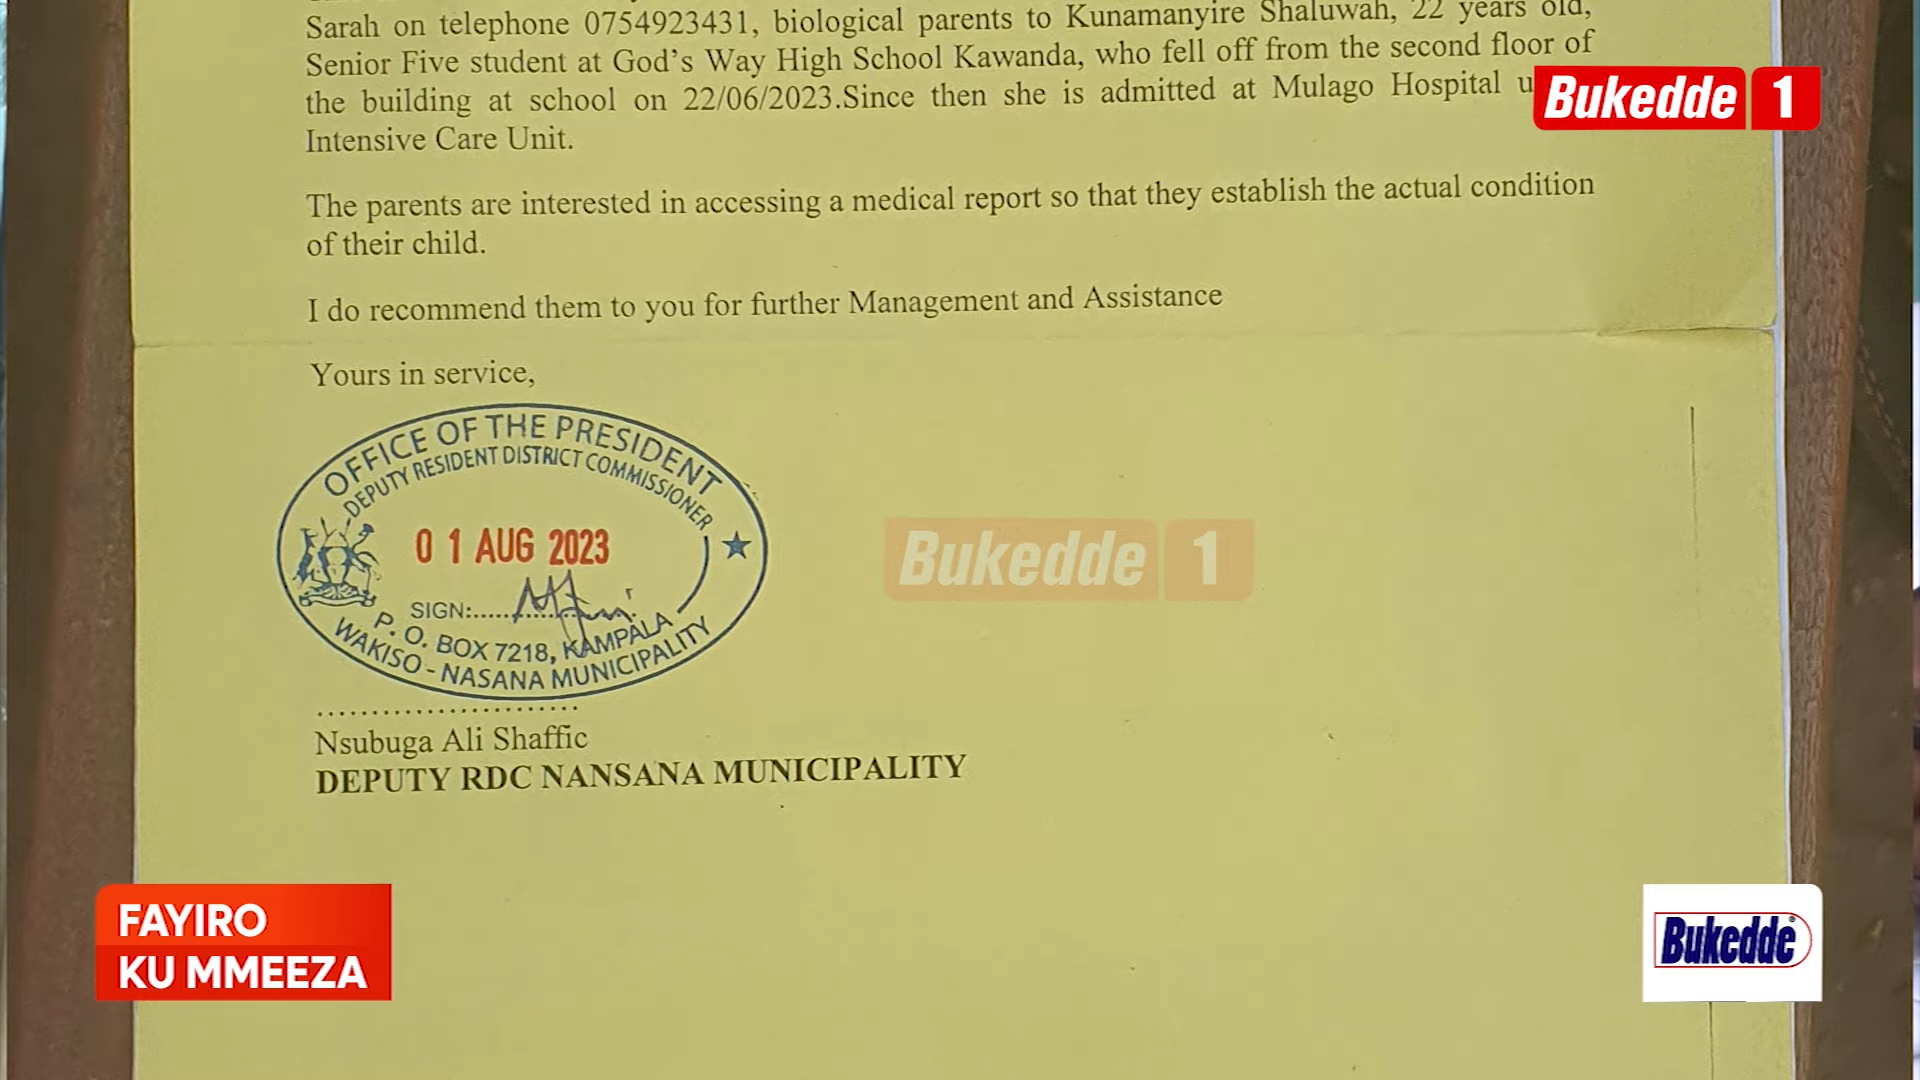 Sarah on telephone 0754923431, biological parents to Kunamanyire Shaluwah, 22 years old,
Senior Five student at God's Way High School Kawanda, who fell off from the second floor of
the building at school on 22/06/2023.Since then she is admitted at Mulago Hospital
Intensive Care Unit.
Bukedde 1
The parents are interested in accessing a medical report so that they establish the actual condition
of their child.
I do recommend them to you for further Management and Assistance
Yours in service,
OFFICE OF THE PRESIDENT
DEPUTY RESIDENT DISTRICT COMMISSIONER
01 AUG 2023
SIGN:
P. O. BOX 7218, KAMPALA
WAKISO - NASANA MUNICIPALITY
Bukedde 1
Nsubuga Ali Shaffic
DEPUTY RDC NANSANA MUNICIPALITY
FAYIRO
KU MMEEZA
Bukedde